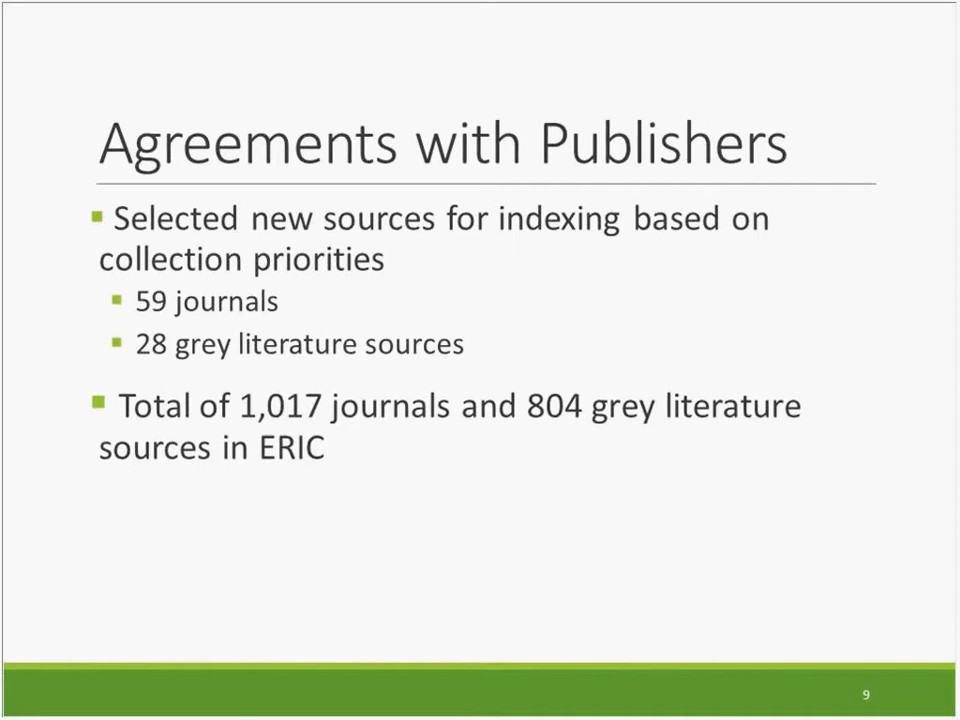 Agreements with Publishers
▪ Selected new sources for indexing based on
collection priorities
▪ 59 journals
▪ 28 grey literature sources
▪ Total of 1,017 journals and 804 grey literature
sources in ERIC
9